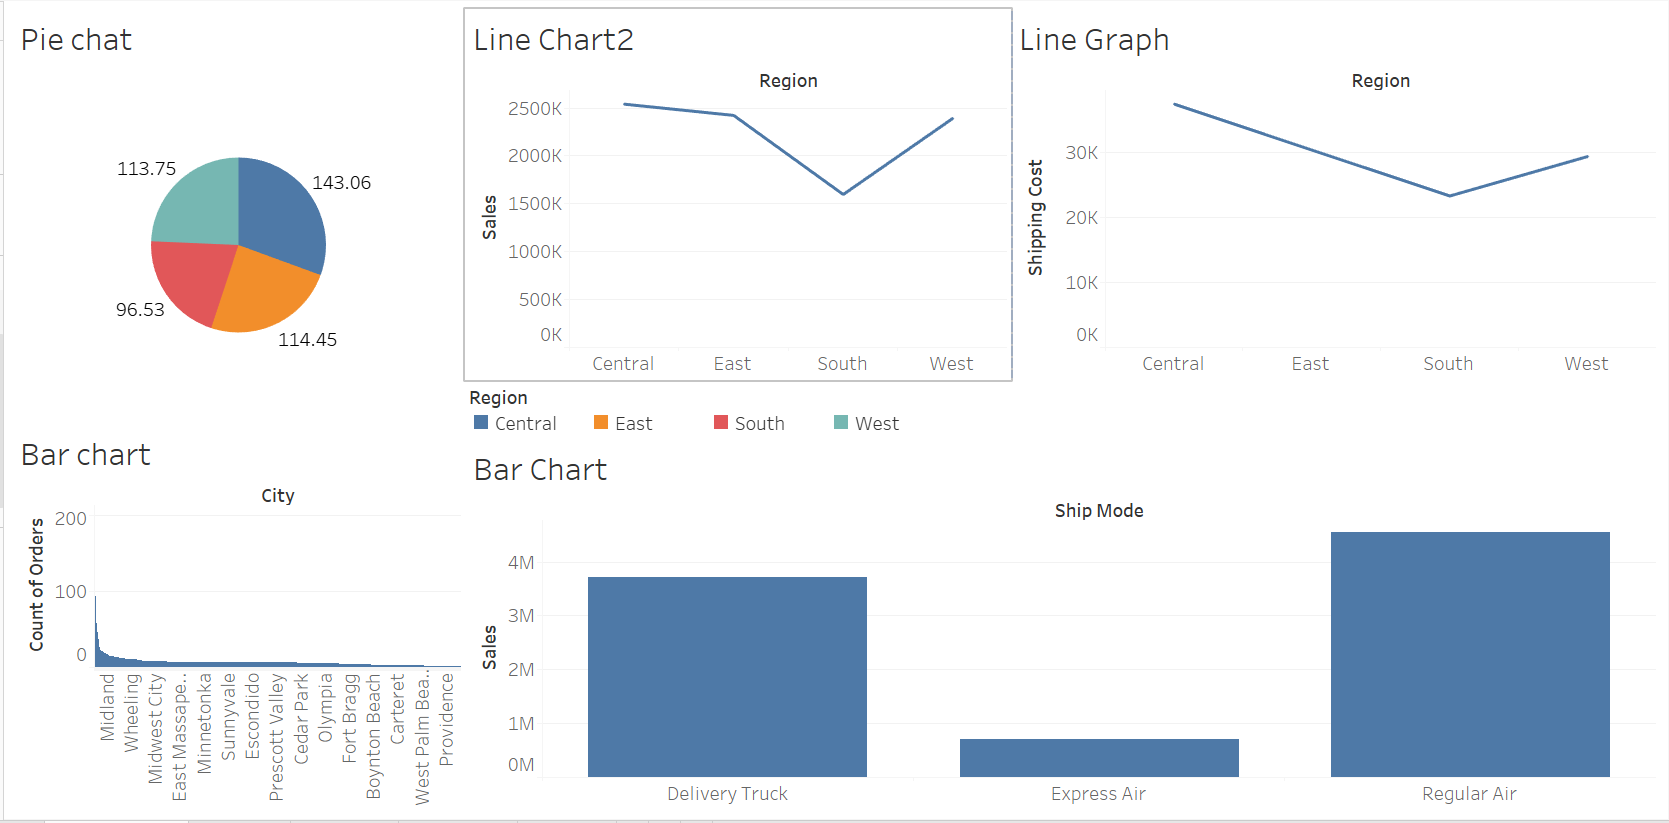 Pie chat
113.75
143.06
96.53
114.45
Line Chart2
Region
2500K
2000K
1500K
1000K
500K
0K
Sales
Central East South West
Line Graph
Region
30K
20K
10K
0K
Shipping Cost
Central East South West
Region
Central East South West
Bar chart
City
200
100
0
Count of Orders
Midland
Wheeling
Midwest City
East Massape..
Minnetonka
Sunnyvale
Escondido
Prescott Valley
Cedar Park
Olympia
Fort Bragg
Boynton Beach
Carteret
West Palm Bea..
Providence
Bar Chart
Ship Mode
4M
3M
2M
1M
0M
Sales
Delivery Truck Express Air Regular Air